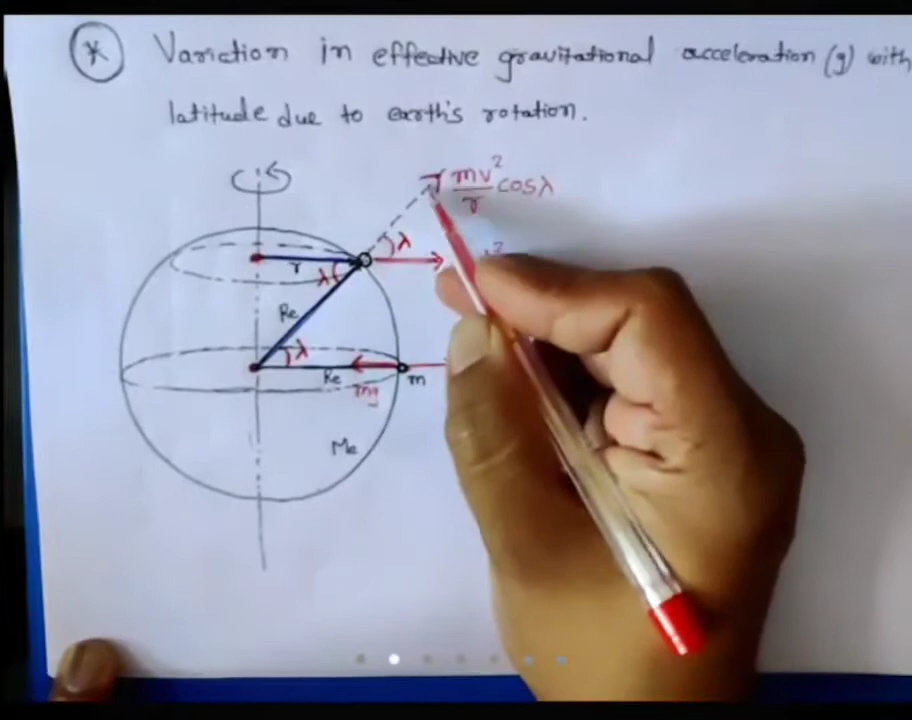 * Variation in effective gravitational acceleration (g) with
latitude due to earth's rotation.
mv²/r cosλ
λ
r
λ
Re
λ
Re
m
mg
Me